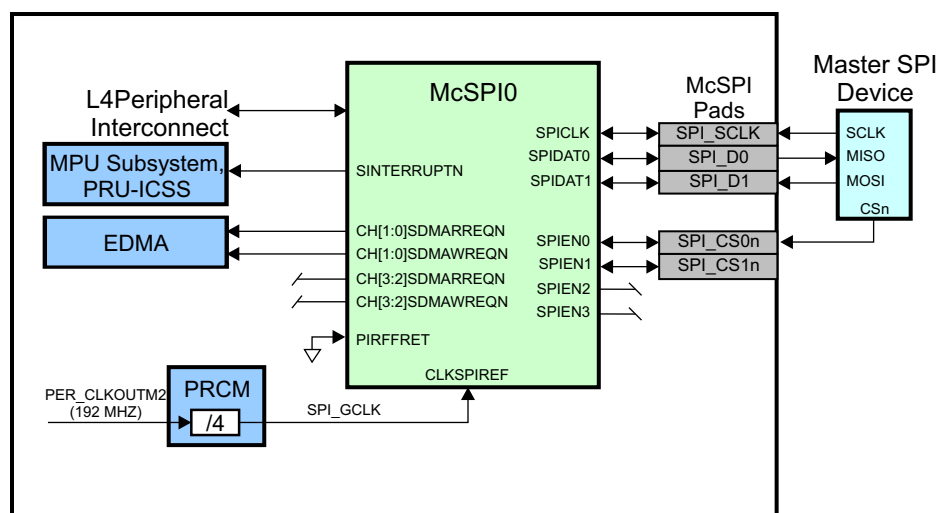 McSPI0
L4Peripheral
Interconnect
MPU Subsystem,
PRU-ICSS
EDMA
SINTERRUPTN
CH[1:0]SDMARREQN
CH[1:0]SDMAWREQN
CH[3:2]SDMARREQN
CH[3:2]SDMAWREQN
PIRFFRET
CLKSPIREF
SPICLK
SPIDAT0
SPIDAT1
SPIEN0
SPIEN1
SPIEN2
SPIEN3
McSPI
Pads
SPI_SCLK
SPI_D0
SPI_D1
SPI_CS0n
SPI_CS1n
Master SPI
Device
SCLK
MISO
MOSI
CSn
PRCM
/4
PER_CLKOUTM2
(192 MHZ)
SPI_GCLK